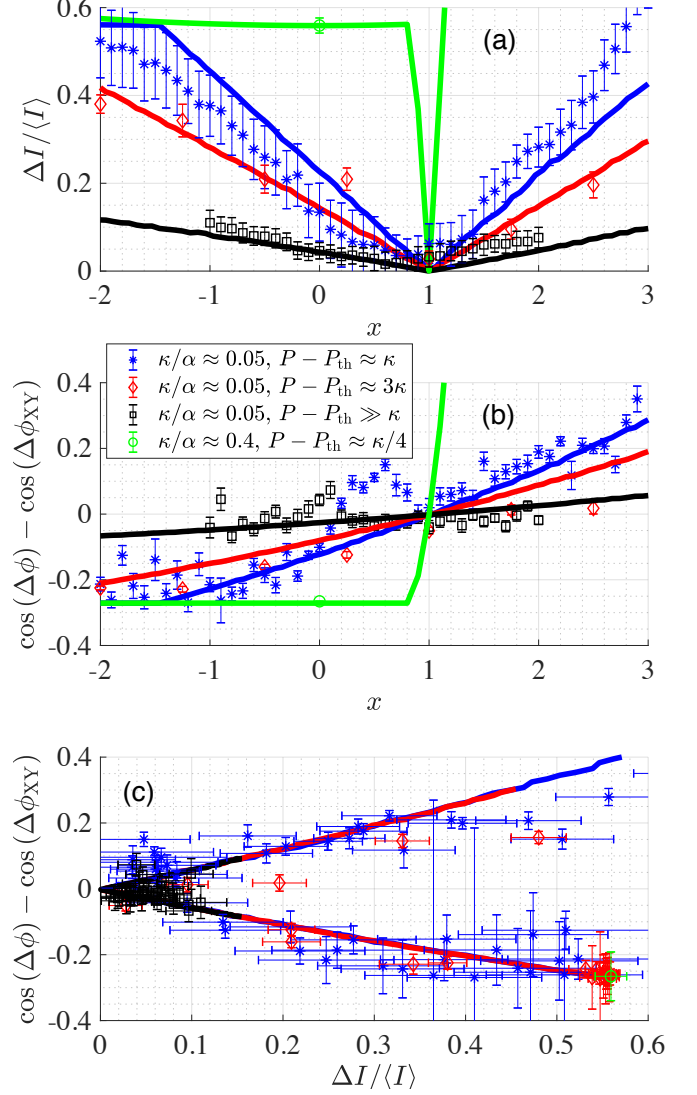 0.6
0.4
0.2
0
ΔI/⟨I⟩
(a)
-2 -1 0 1 2 3
x
κ/α ≈ 0.05, P − P_th ≈ κ
κ/α ≈ 0.05, P − P_th ≈ 3κ
κ/α ≈ 0.05, P − P_th ≫ κ
κ/α ≈ 0.4, P − P_th ≈ κ/4
0.4
0.2
0
-0.2
-0.4
cos (Δϕ) − cos (Δϕ_XY)
(b)
-2 -1 0 1 2 3
x
0.4
0.2
0
-0.2
-0.4
cos (Δϕ) − cos (Δϕ_XY)
(c)
0 0.1 0.2 0.3 0.4 0.5 0.6
ΔI/⟨I⟩